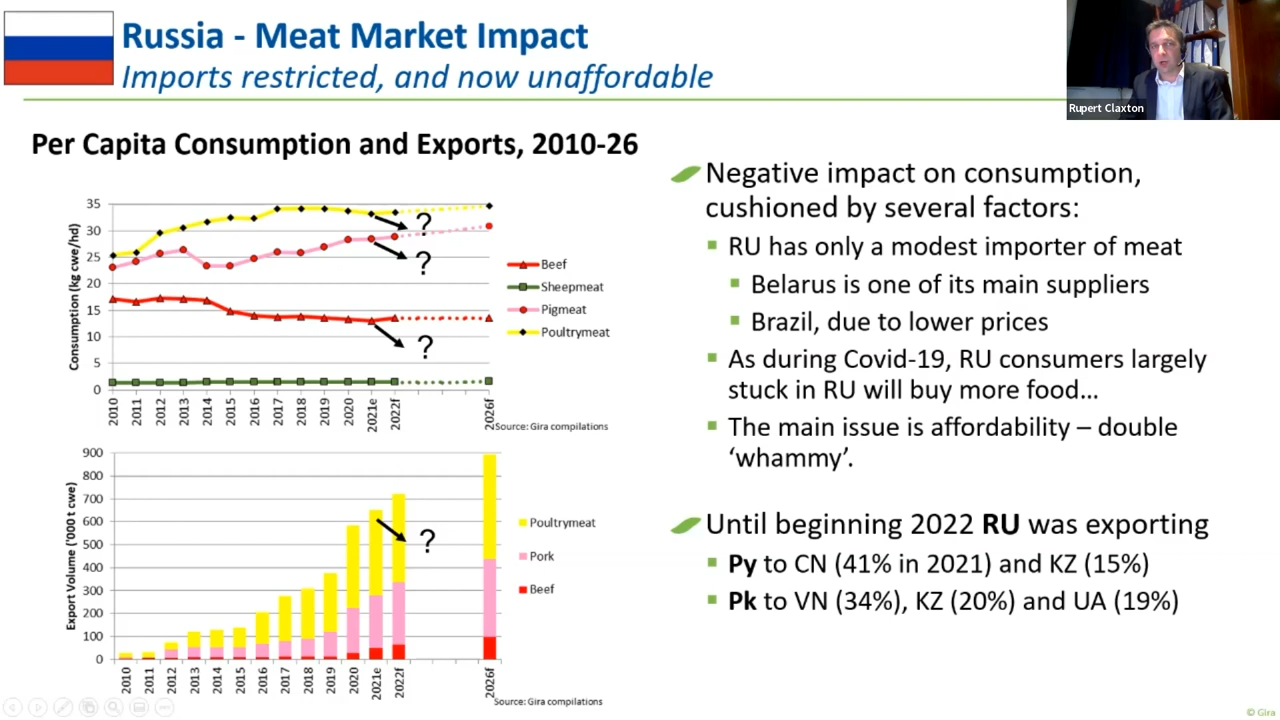 Russia - Meat Market Impact
Imports restricted, and now unaffordable
Rupert Claxton
Per Capita Consumption and Exports, 2010-26
Consumption (kg cwe/hd)
35
30
25
20
15
10
5
0
?
?
?
2010
2011
2012
2013
2014
2015
2016
2017
2018
2019
2020
2021e
2022f
2026f
Beef
Sheepmeat
Pigmeat
Poultrymeat
Source: Gira compilations
Export Volume ('000 t cwe)
900
800
700
600
500
400
300
200
100
0
?
2010
2011
2012
2013
2014
2015
2016
2017
2018
2019
2020
2021e
2022f
2026f
Poultrymeat
Pork
Beef
Source: Gira compilations
Negative impact on consumption,
cushioned by several factors:
RU has only a modest importer of meat
Belarus is one of its main suppliers
Brazil, due to lower prices
As during Covid-19, RU consumers largely
stuck in RU will buy more food...
The main issue is affordability – double
‘whammy’.
Until beginning 2022 RU was exporting
Py to CN (41% in 2021) and KZ (15%)
Pk to VN (34%), KZ (20%) and UA (19%)
© Gira